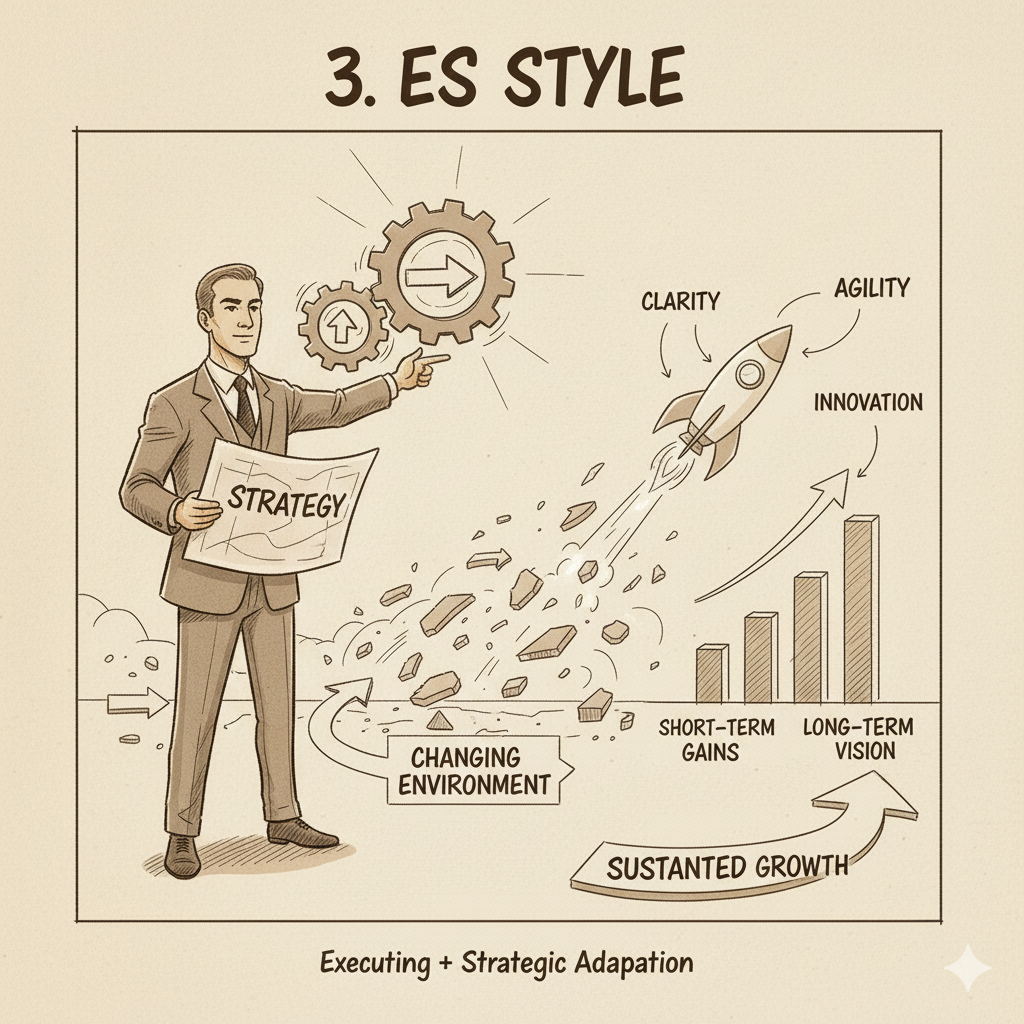 3. ES STYLE
STRATEGY
CLARITY
AGILITY
INNOVATION
CHANGING
ENVIRONMENT
SHORT-TERM
GAINS
LONG-TERM
VISION
SUSTANTED GROWTH
Executing + Strategic Adapation